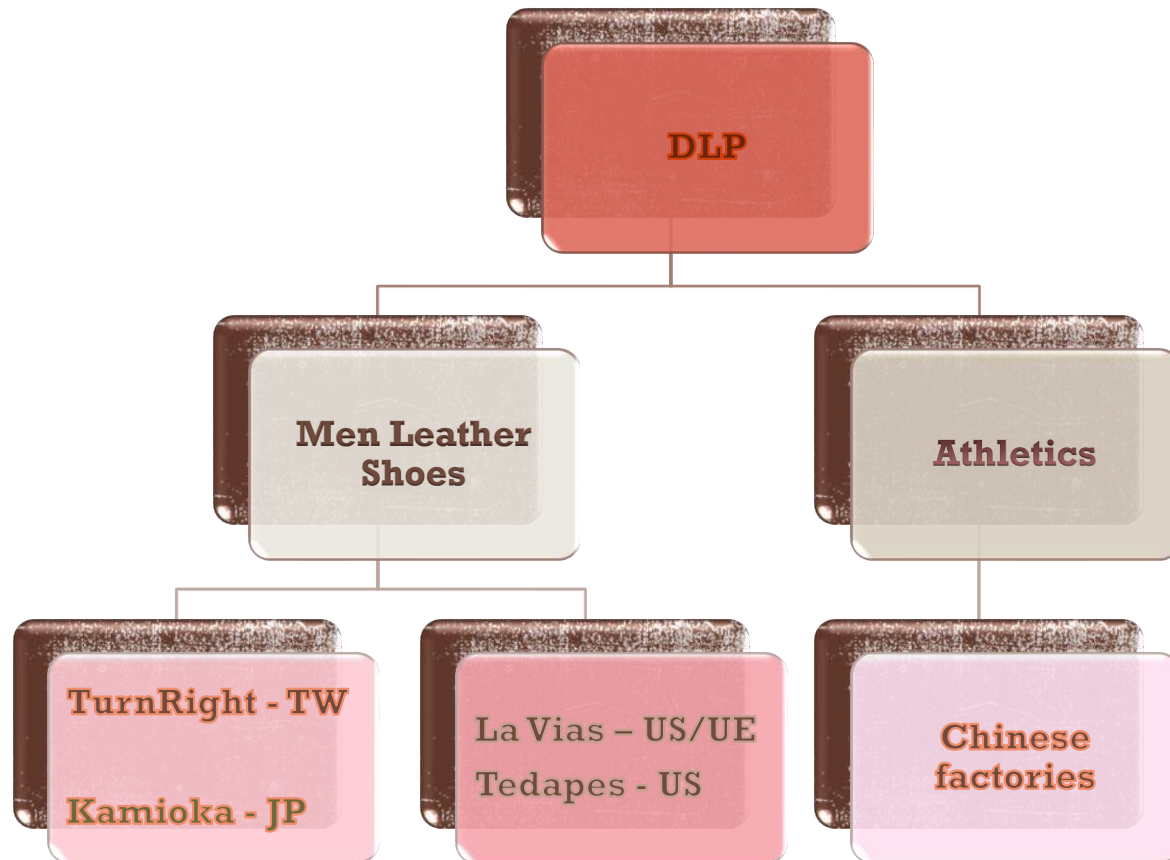 DLP
Men Leather
Shoes
Athletics
TurnRight - TW
Kamioka - JP
La Vias – US/UE
Tedapes - US
Chinese
factories